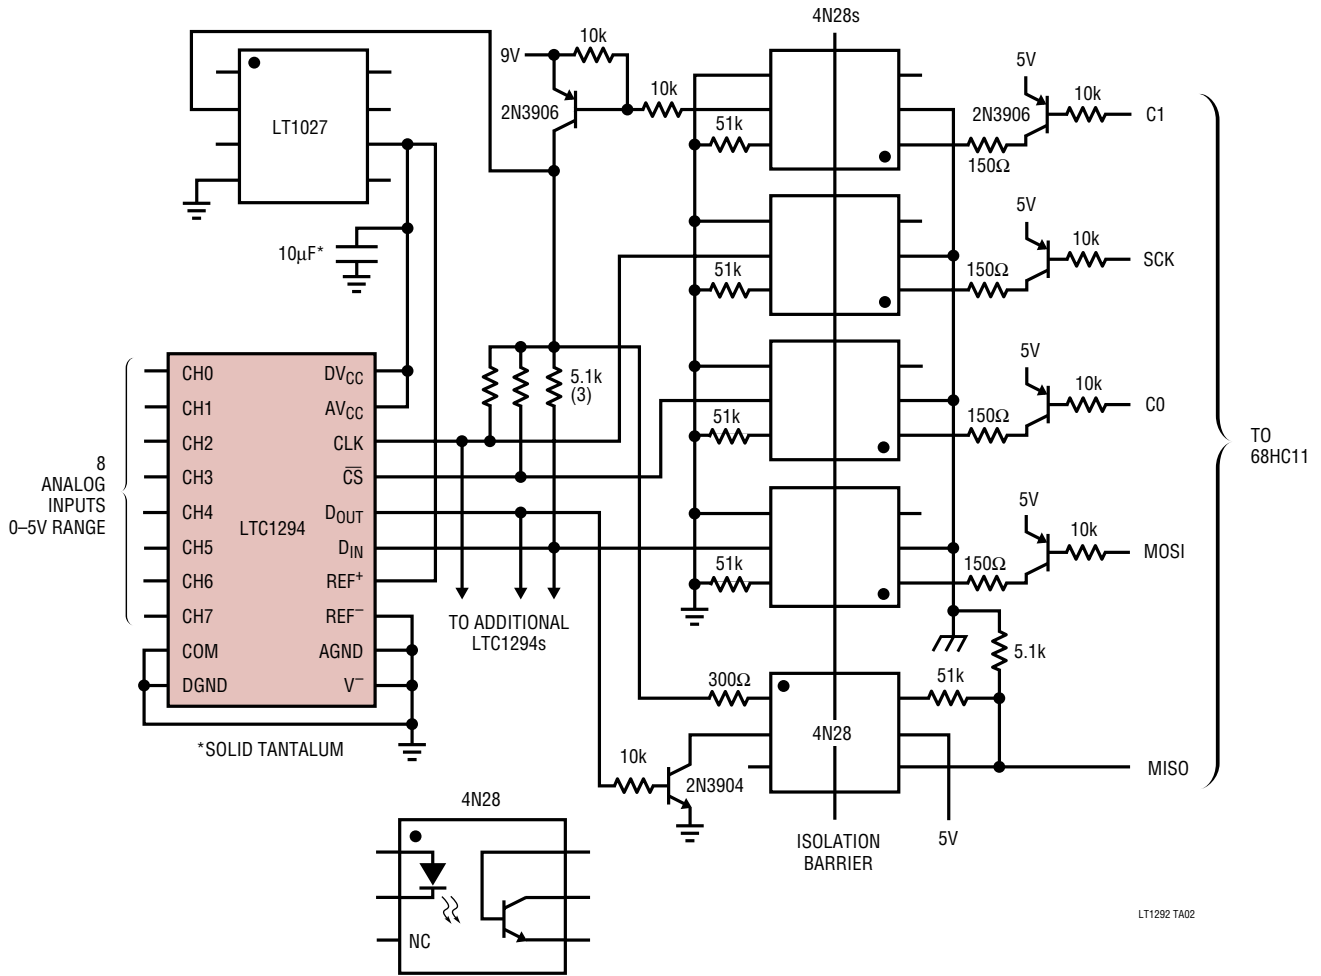 4N28s
9V
10k
10k
2N3906
LT1027
51k
5V
2N3906
10k
C1
150Ω
10µF*
51k
5V
10k
SCK
150Ω
5.1k
(3)
51k
5V
10k
C0
150Ω
51k
5V
10k
MOSI
150Ω
TO
68HC11
8
ANALOG
INPUTS
0–5V RANGE
CH0
CH1
CH2
CH3
CH4
CH5
CH6
CH7
COM
DGND
LTC1294
DVCC
AVCC
CLK
CS
DOUT
DIN
REF+
REF–
AGND
V–
TO ADDITIONAL
LTC1294s
*SOLID TANTALUM
300Ω
51k
5.1k
4N28
10k
2N3904
MISO
5V
ISOLATION
BARRIER
4N28
NC
LT1292 TA02